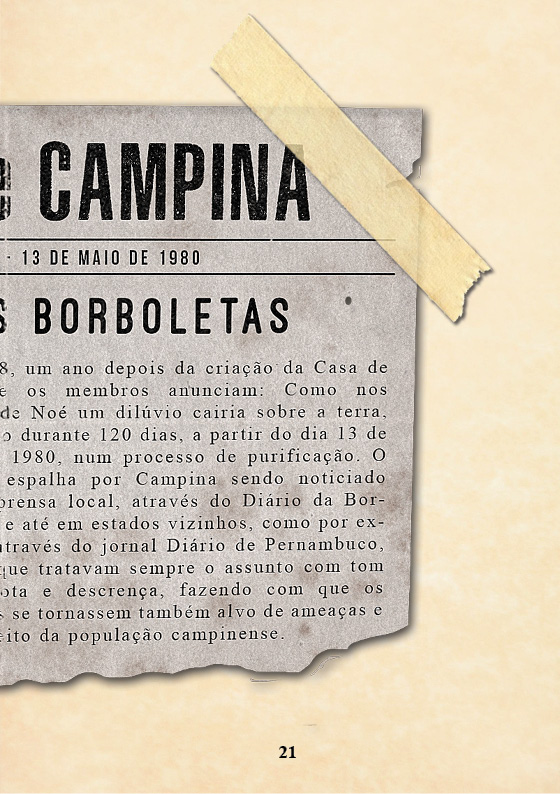 CAMPINA
- 13 DE MAIO DE 1980
BORBOLETAS
8, um ano depois da criação da Casa de
os membros anunciam: Como nos
de Noé um dilúvio cairia sobre a terra,
durante 120 dias, a partir do dia 13 de
1980, num processo de purificação. O
espalha por Campina sendo noticiado
local, através do Diário da Bor-
e até em estados vizinhos, como por ex-
através do jornal Diário de Pernambuco,
que tratavam sempre o assunto com tom
e descrença, fazendo com que os
se tornassem também alvo de ameaças e
da população campinense.
21